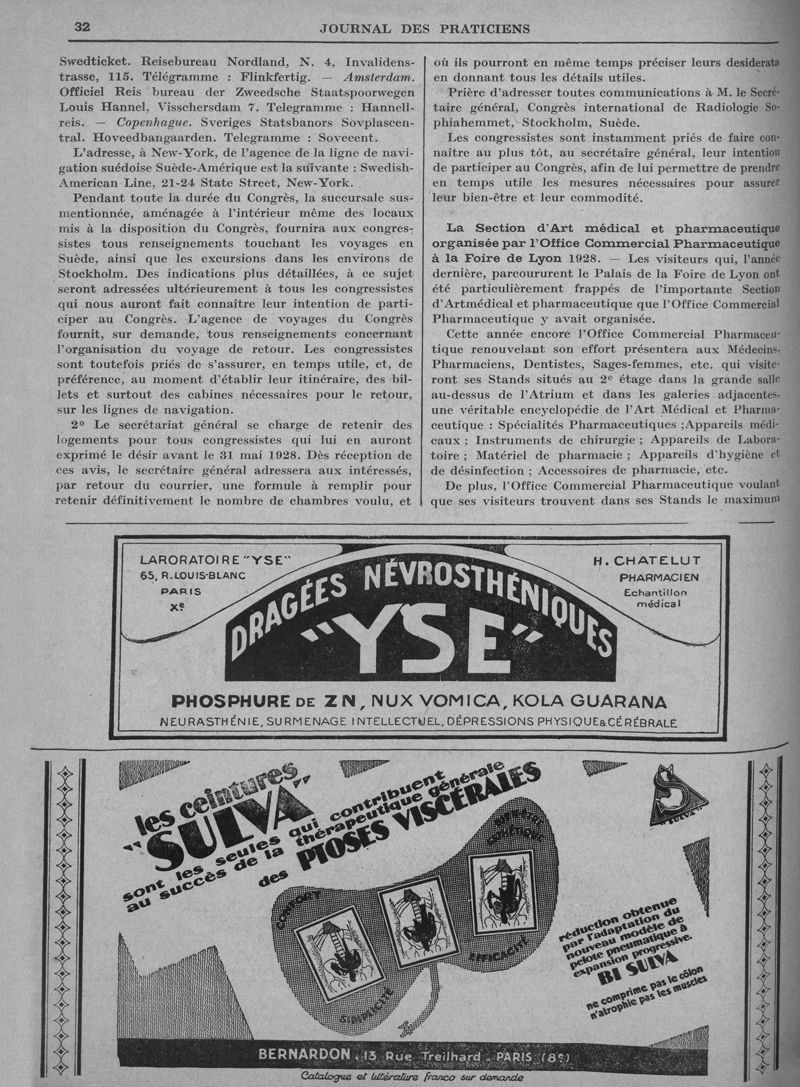 32
JOURNAL DES PRATICIENS
Swedticket. Reisebureau Nordland, N. 4, Invalidens-
trasse, 115. Télégramme : Flinkfertig. — Amsterdam.
Officiel Reis bureau der Zweedsche Staatspoorwegen
Louis Hannel, Visschersdam 7. Telegramme : Hannell-
reis. — Copenhague. Sveriges Statsbanors Sovplascen-
tral. Hoveedbangaarden. Telegramme : Sovecent.
L'adresse, à New-York, de l'agence de la ligne de navi-
gation suédoise Suède-Amérique est la suivante : Swedish-
American Line, 21-24 State Street, New-York.
Pendant toute la durée du Congrès, la succursale sus-
mentionnée, aménagée à l'intérieur même des locaux
mis à la disposition du Congrès, fournira aux congres-
sistes tous renseignements touchant les voyages en
Suède, ainsi que les excursions dans les environs de
Stockholm. Des indications plus détaillées, à ce sujet
seront adressées ultérieurement à tous les congressistes
qui nous auront fait connaître leur intention de parti-
ciper au Congrès. L'agence de voyages du Congrès
fournit, sur demande, tous renseignements concernant
l'organisation du voyage de retour. Les congressistes
sont toutefois priés de s'assurer, en temps utile, et, de
préférence, au moment d'établir leur itinéraire, des bil-
lets et surtout des cabines nécessaires pour le retour,
sur les lignes de navigation.
2º Le secrétariat général se charge de retenir des
logements pour tous congressistes qui lui en auront
exprimé le désir avant le 31 mai 1928. Dès réception de
ces avis, le secrétaire général adressera aux intéressés,
par retour du courrier, une formule à remplir pour
retenir définitivement le nombre de chambres voulu, et
où ils pourront en même temps préciser leurs desiderata
en donnant tous les détails utiles.
Prière d'adresser toutes communications à M. le Secré-
taire général, Congrès international de Radiologie So-
phiahemmet, Stockholm, Suède.
Les congressistes sont instamment priés de faire con-
naître au plus tôt, au secrétaire général, leur intention
de participer au Congrès, afin de lui permettre de prendre
en temps utile les mesures nécessaires pour assurer
leur bien-être et leur commodité.
La Section d'Art médical et pharmaceutique
organisée par l'Office Commercial Pharmaceutique
à la Foire de Lyon 1928. — Les visiteurs qui, l'année
dernière, parcoururent le Palais de la Foire de Lyon ont
été particulièrement frappés de l'importante Section
d'Artmédical et pharmaceutique que l'Office Commercial
Pharmaceutique y avait organisée.
Cette année encore l'Office Commercial Pharmaceu-
tique renouvelant son effort présentera aux Médecins,
Pharmaciens, Dentistes, Sages-femmes, etc. qui visite-
ront ses Stands situés au 2e étage dans la grande salle
au-dessus de l'Atrium et dans les galeries adjacentes,
une véritable encyclopédie de l'Art Médical et Pharma-
ceutique : Spécialités Pharmaceutiques ;Appareils médi-
caux ; Instruments de chirurgie ; Appareils de Labora-
toire ; Matériel de pharmacie ; Appareils d'hygiène et
de désinfection ; Accessoires de pharmacie, etc.
De plus, l'Office Commercial Pharmaceutique voulant
que ses visiteurs trouvent dans ses Stands le maximum
LARORATOIRE "YSE"
65, R. LOUIS-BLANC
PARIS
Xe
H. CHATELUT
PHARMACIEN
Echantillon
médical
DRAGÉES NÉVROSTHÉNIQUES
"YSE"
PHOSPHURE DE ZN, NUX VOMICA, KOLA GUARANA
NEURASTHÉNIE, SURMENAGE INTELLECTUEL, DÉPRESSIONS PHYSIQUE & CÉRÉBRALE
les ceintures
"SULVA"
sont les seules qui contribuent
au succès de la thérapeutique générale
des PTOSES VISCÉRALES
S
"SULVA"
BIEN-ÊTRE
ESTHÉTIQUE
CONFORT
EFFICACITÉ
SIMPLICITÉ
réduction obtenue
par l'adaptation du
nouveau modèle de
pelote pneumatique à
expansion progressive.
BI SULVA
ne comprime pas le côlon
n'atrophie pas les muscles
BERNARDON. 13 Rue Treilhard - PARIS (8e)
Catalogue et littérature franco sur demande